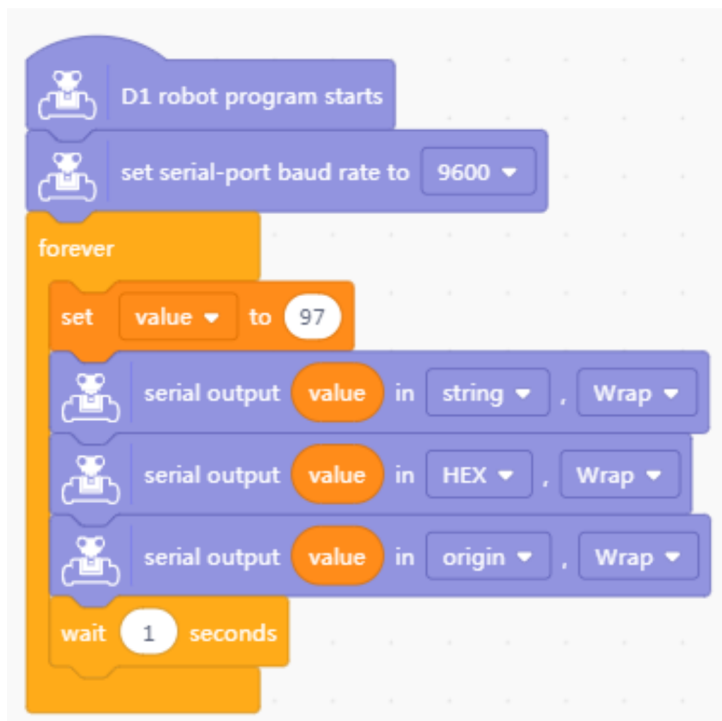 D1 robot program starts
set serial-port baud rate to 9600
forever
set value to 97
serial output value in string , Wrap
serial output value in HEX , Wrap
serial output value in origin , Wrap
wait 1 seconds